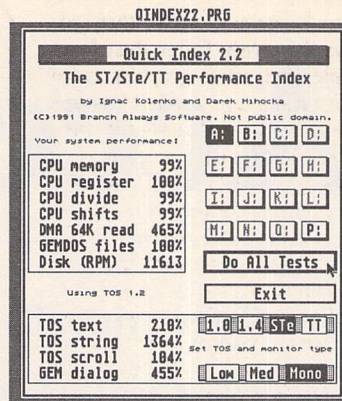 QINDEX22.PRG
Quick Index 2.2
The ST/STe/TT Performance Index
by Ignac Kolenko and Darek Mihocka
(C)1991 Branch Always Software. Not public domain.
Your system performance:
A: B: C: D:
CPU memory 99%
CPU register 100%
CPU divide 99%
CPU shifts 99%
DMA 64K read 465%
GEMDOS files 100%
Disk (RPM) 11613
E: F: G: H:
I: J: K: L:
M: N: O: P:
Do All Tests
Using TOS 1.2
Exit
TOS text 210%
TOS string 1364%
TOS scroll 104%
GEM dialog 455%
1.0 1.4 STe TT
Set TOS and monitor type
Low Med Mono